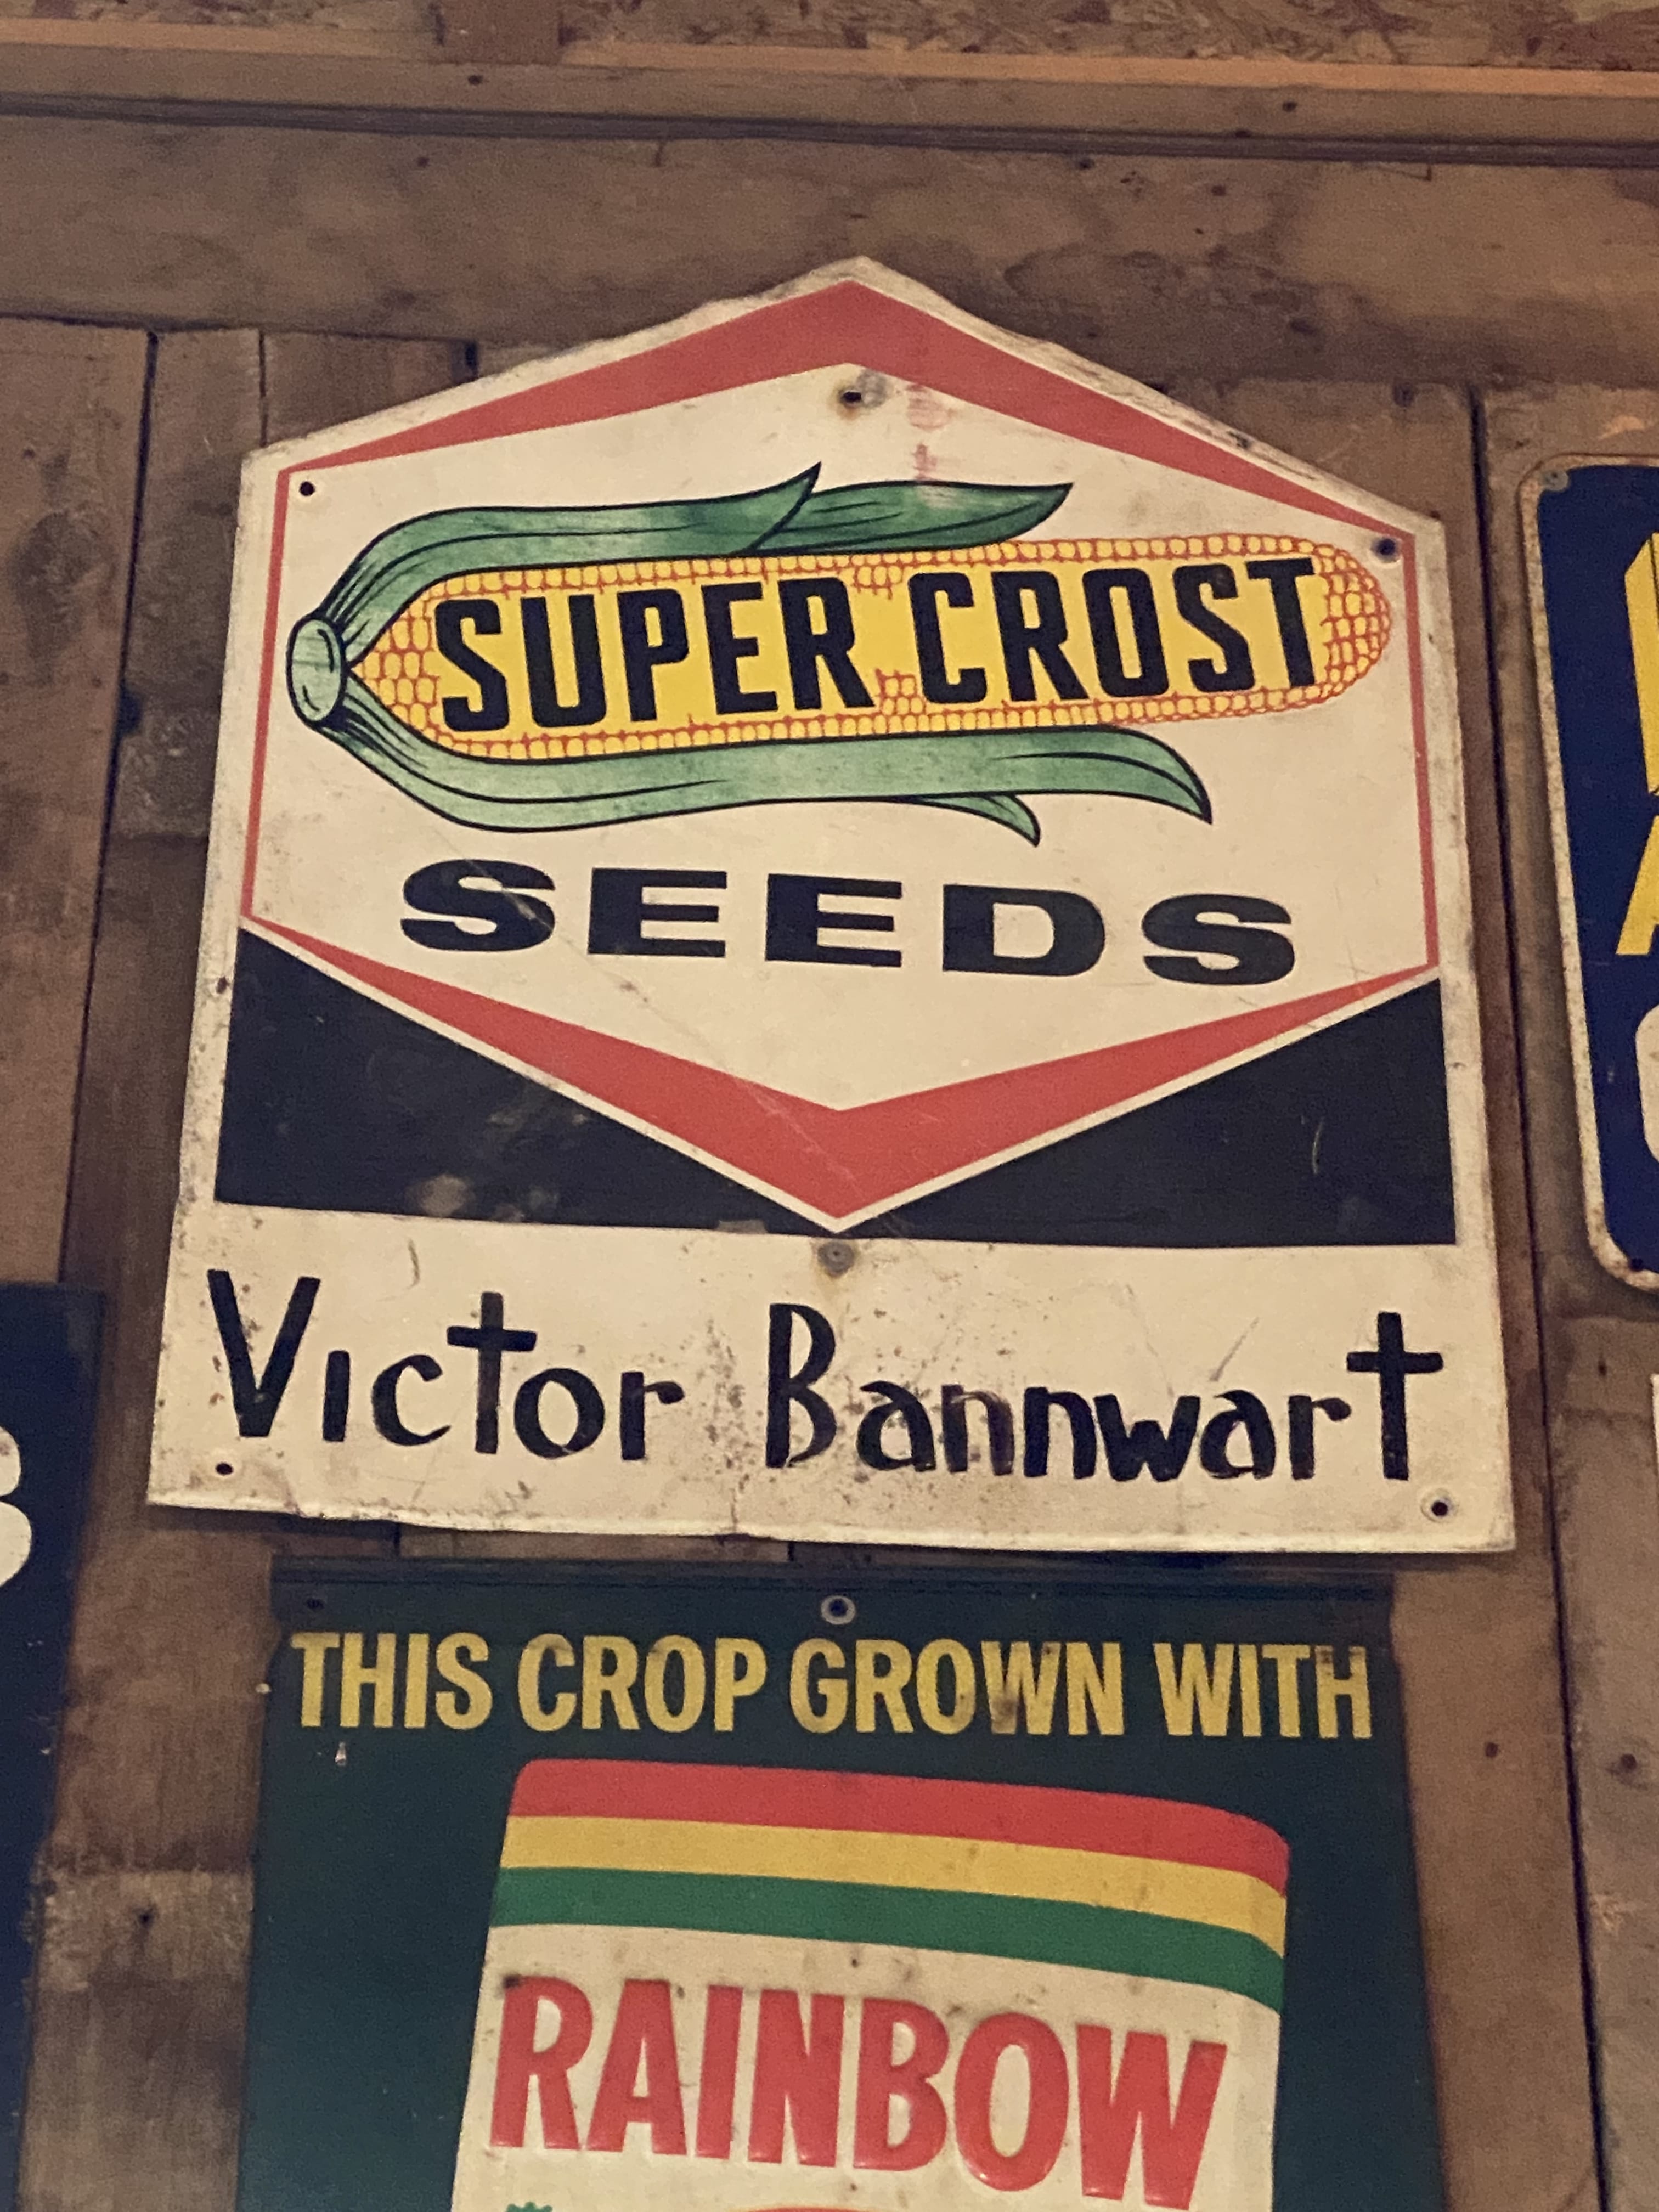 SUPER CROST
SEEDS
Victor Bannwart
THIS CROP GROWN WITH
RAINBOW